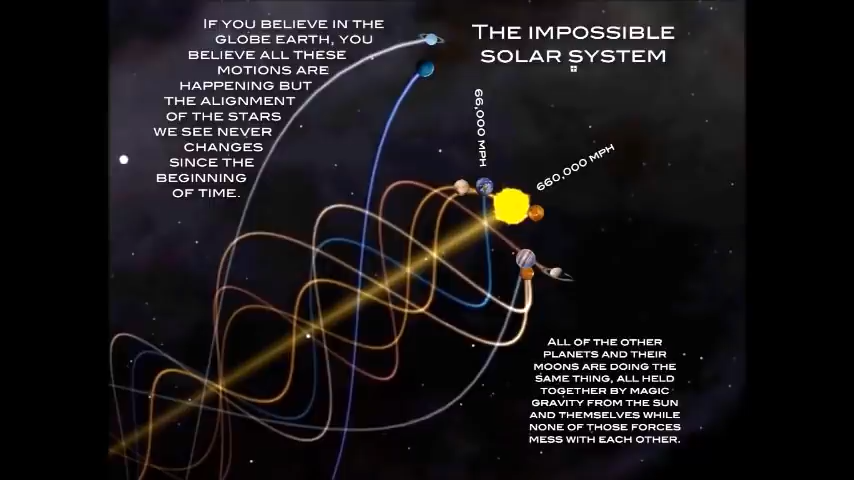 IF YOU BELIEVE IN THE
GLOBE EARTH, YOU
BELIEVE ALL THESE
MOTIONS ARE
HAPPENING BUT
THE ALIGNMENT
OF THE STARS
WE SEE NEVER
CHANGES
SINCE THE
BEGINNING
OF TIME.
THE IMPOSSIBLE
SOLAR SYSTEM
66,000 MPH
660,000 MPH
ALL OF THE OTHER
PLANETS AND THEIR
MOONS ARE DOING THE
SAME THING, ALL HELD
TOGETHER BY MAGIC
GRAVITY FROM THE SUN
AND THEMSELVES WHILE
NONE OF THOSE FORCES
MESS WITH EACH OTHER.